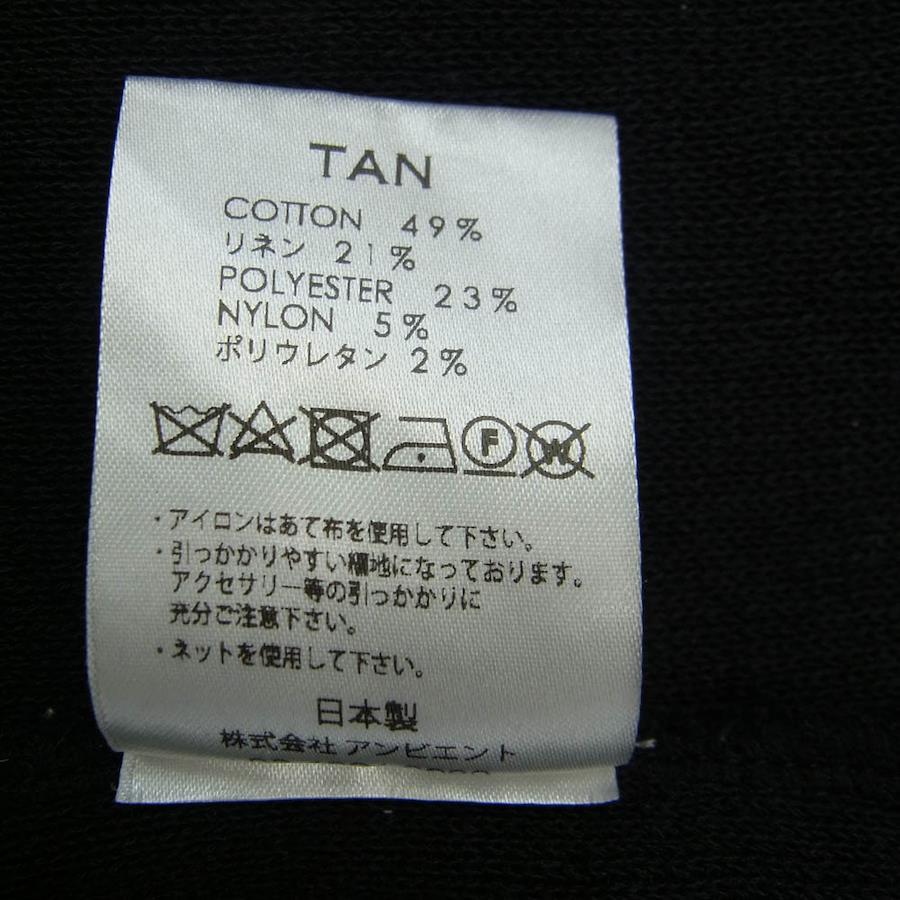 TAN
COTTON 49%
リネン 21%
POLYESTER 23%
NYLON 5%
ポリウレタン 2%
F W
・アイロンはあて布を使用して下さい。
・引っかかりやすい編地になっております。
アクセサリー等の引っかかりに
充分ご注意下さい。
・ネットを使用して下さい。
日本製
株式会社 アンビエント